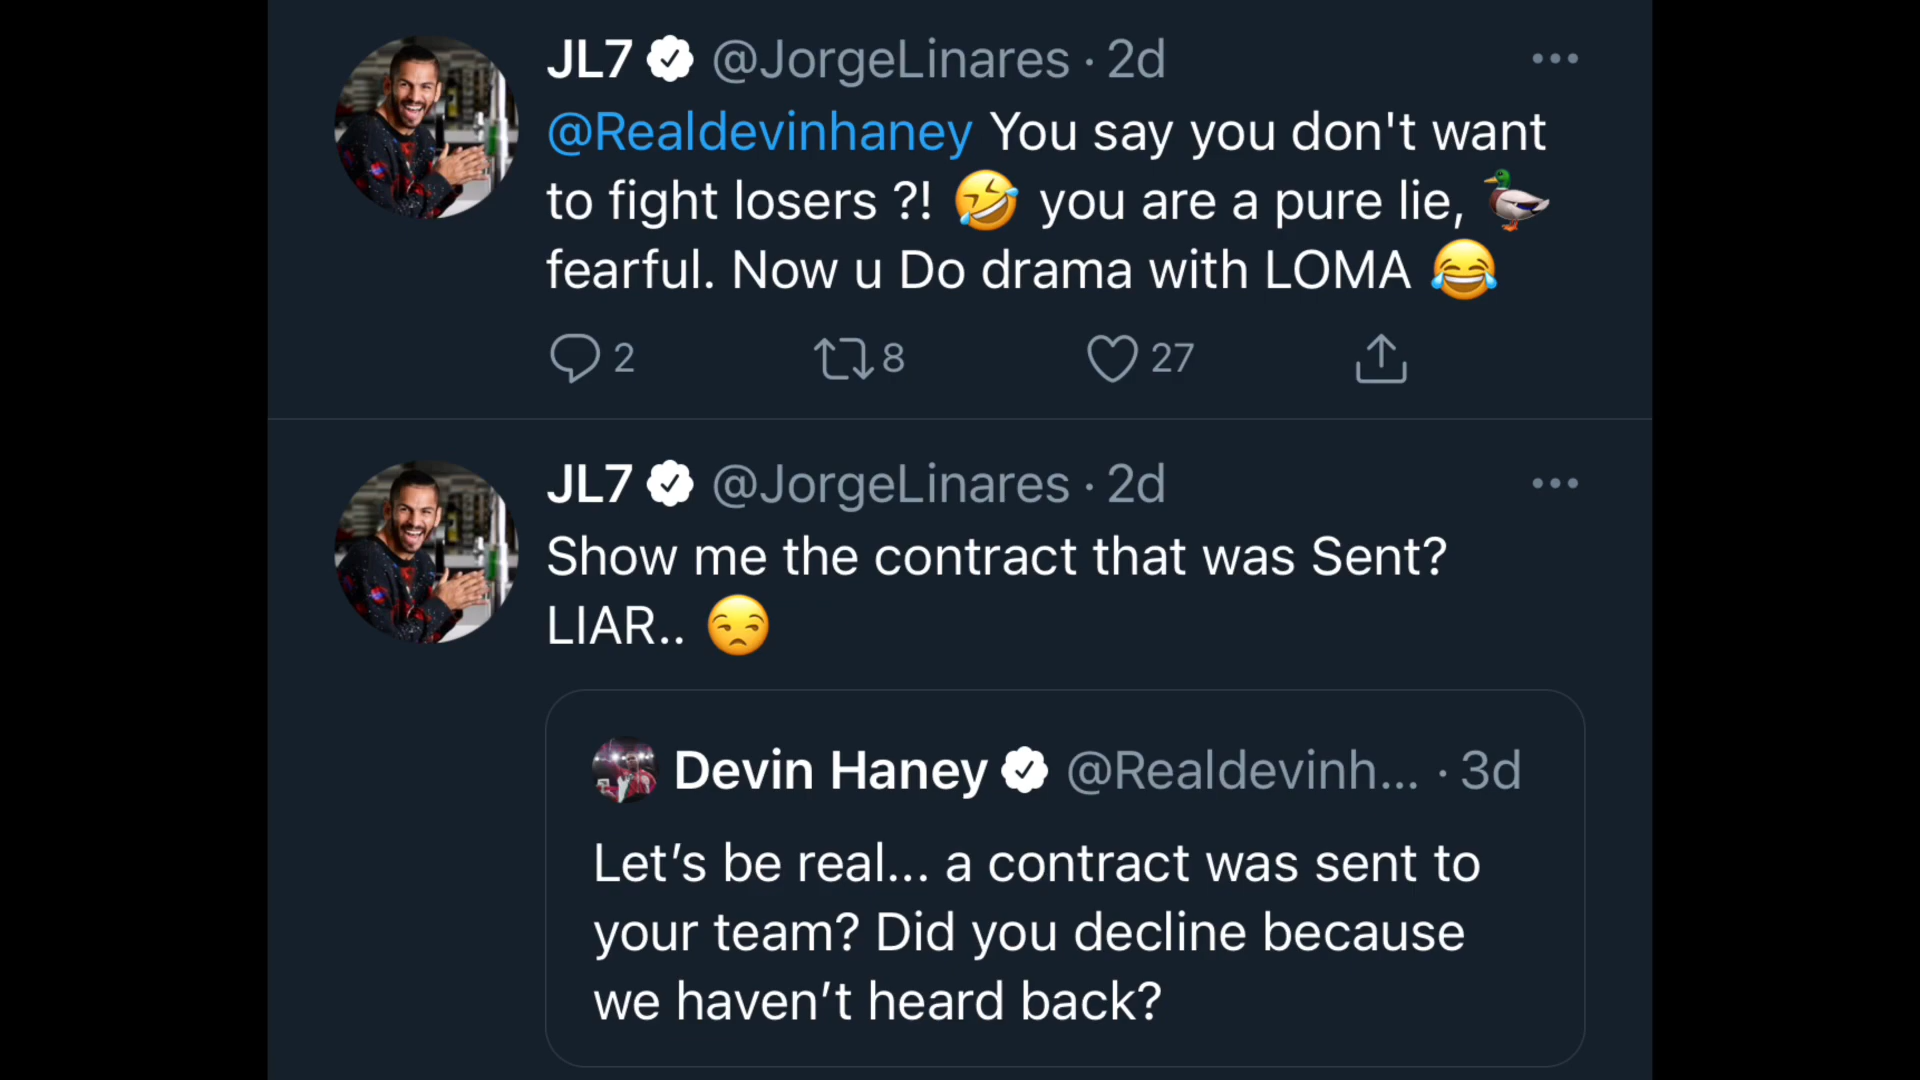 JL7 @JorgeLinares · 2d
@Realdevinhaney You say you don't want
to fight losers ?! 🤣 you are a pure lie, 🦆
fearful. Now u Do drama with LOMA 😂
2 8 27
JL7 @JorgeLinares · 2d
Show me the contract that was Sent?
LIAR.. 😒
Devin Haney @Realdevinh... · 3d
Let’s be real... a contract was sent to
your team? Did you decline because
we haven’t heard back?